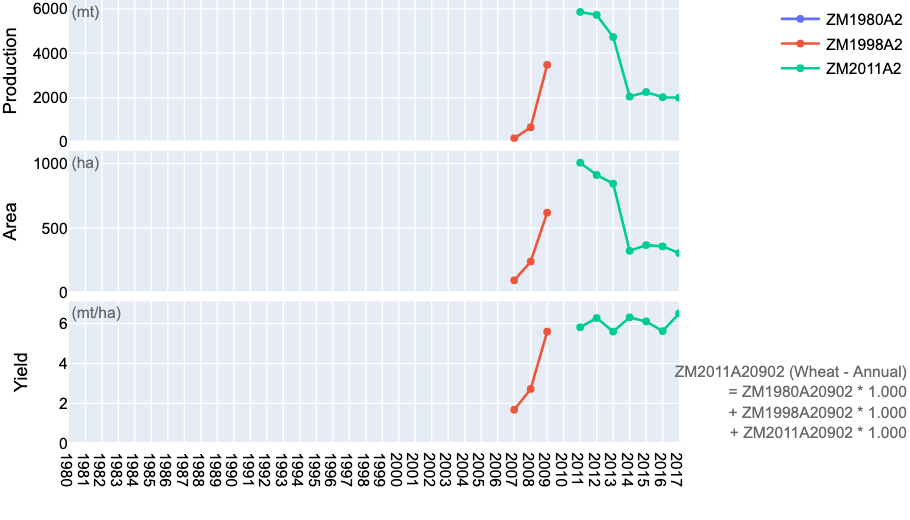 Production
(mt)
6000
4000
2000
0
Area
(ha)
1000
500
0
Yield
(mt/ha)
6
4
2
0
1980 1981 1982 1983 1984 1985 1986 1987 1988 1989 1990 1991 1992 1993 1994 1995 1996 1997 1998 1999 2000 2001 2002 2003 2004 2005 2006 2007 2008 2009 2010 2011 2012 2013 2014 2015 2016 2017
ZM1980A2
ZM1998A2
ZM2011A2
ZM2011A20902 (Wheat - Annual)
= ZM1980A20902 * 1.000
+ ZM1998A20902 * 1.000
+ ZM2011A20902 * 1.000